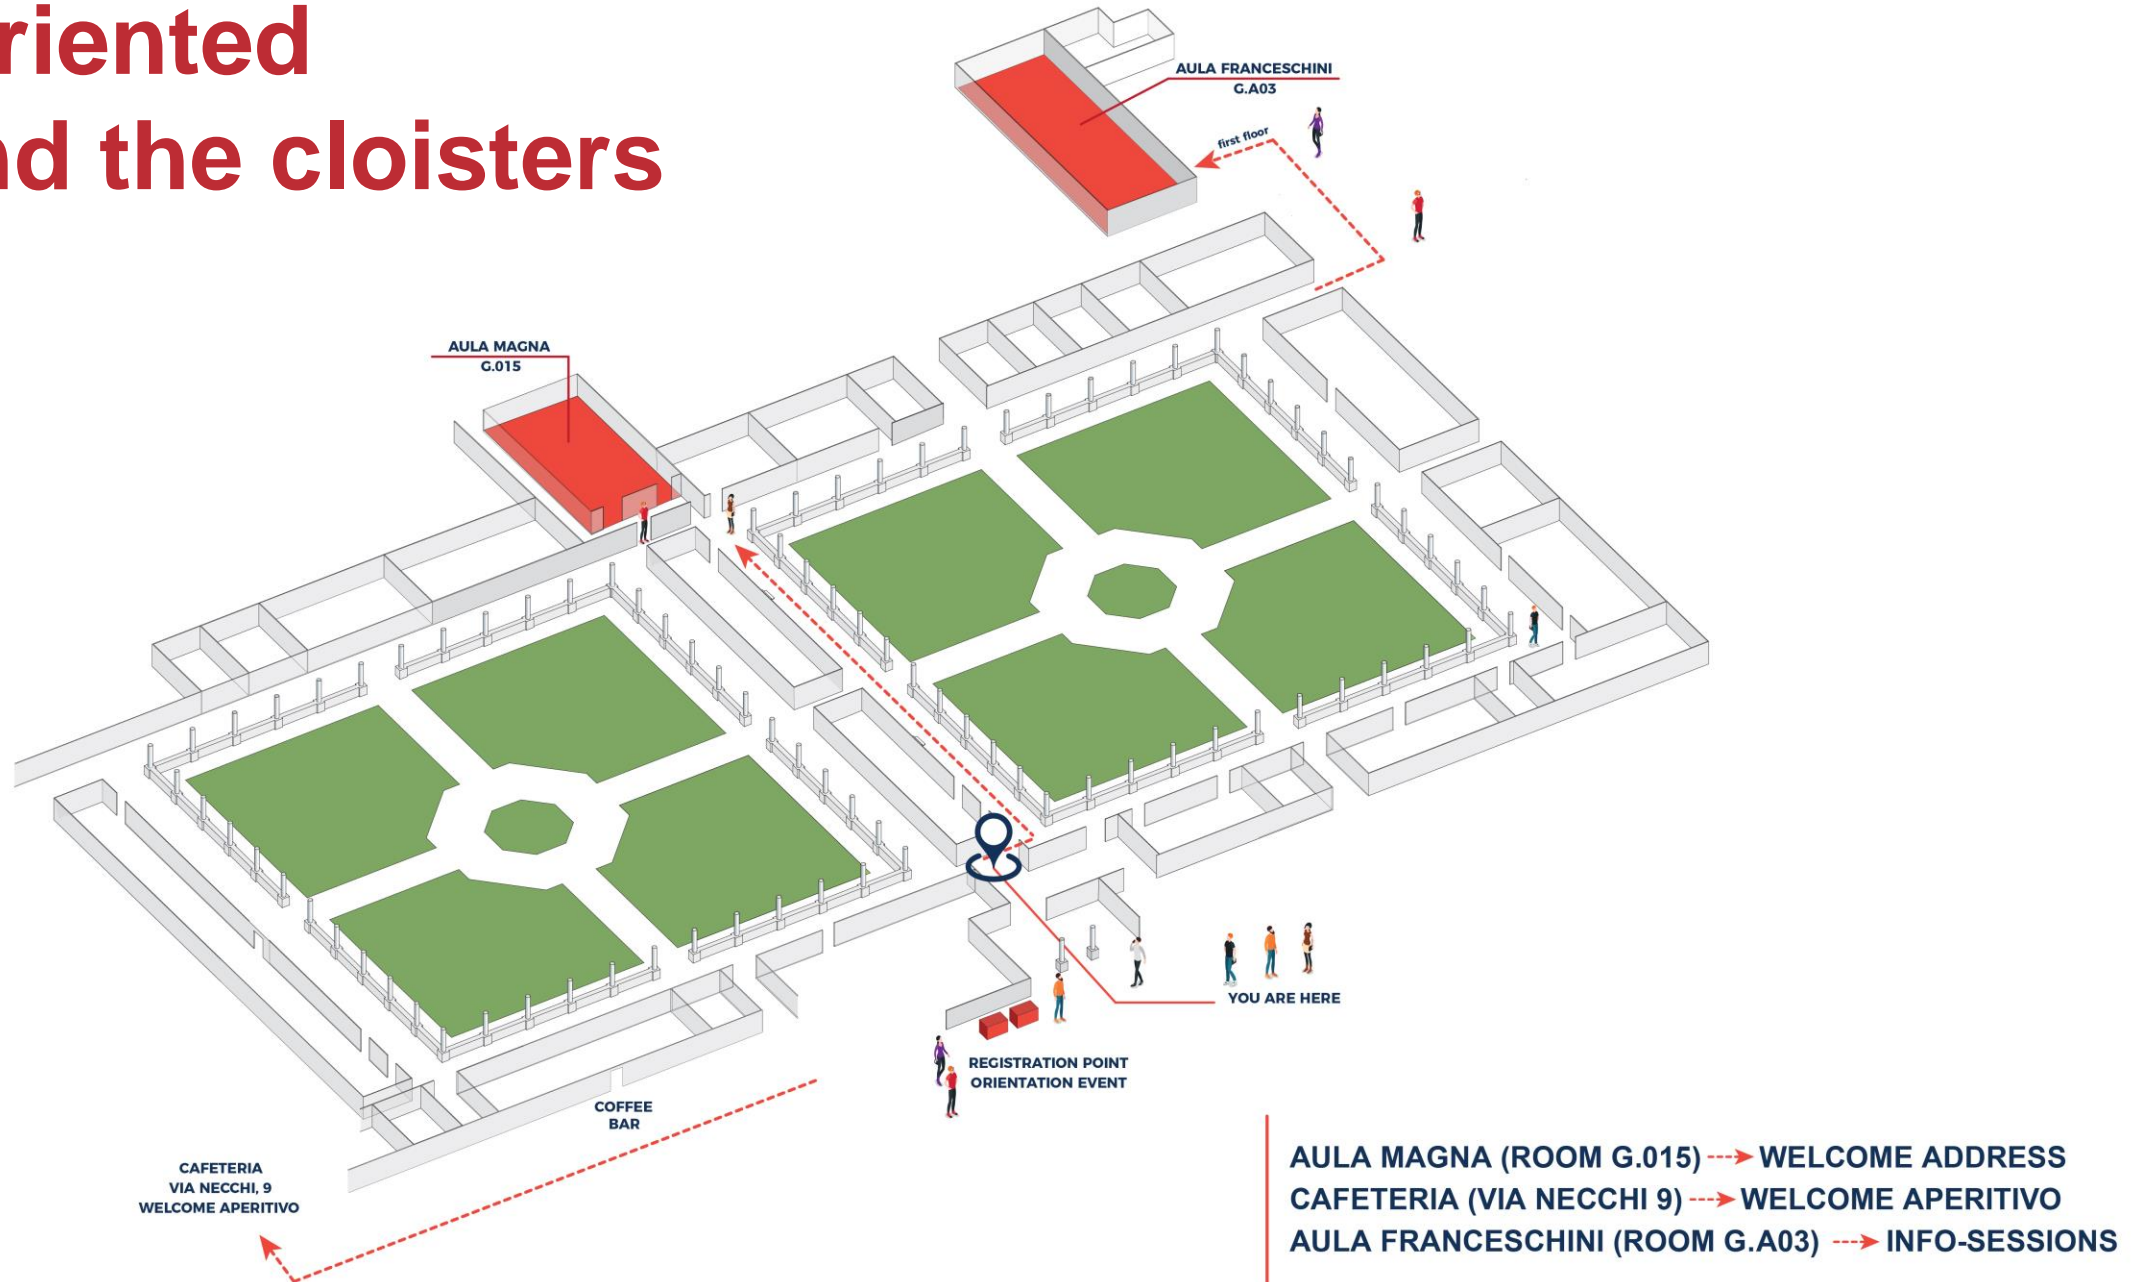 riented
nd the cloisters
AULA FRANCESCHINI
G.A03
first floor
AULA MAGNA
G.015
YOU ARE HERE
REGISTRATION POINT
ORIENTATION EVENT
COFFEE
BAR
CAFETERIA
VIA NECCHI, 9
WELCOME APERITIVO
AULA MAGNA (ROOM G.015) WELCOME ADDRESS
CAFETERIA (VIA NECCHI 9) WELCOME APERITIVO
AULA FRANCESCHINI (ROOM G.A03) INFO-SESSIONS